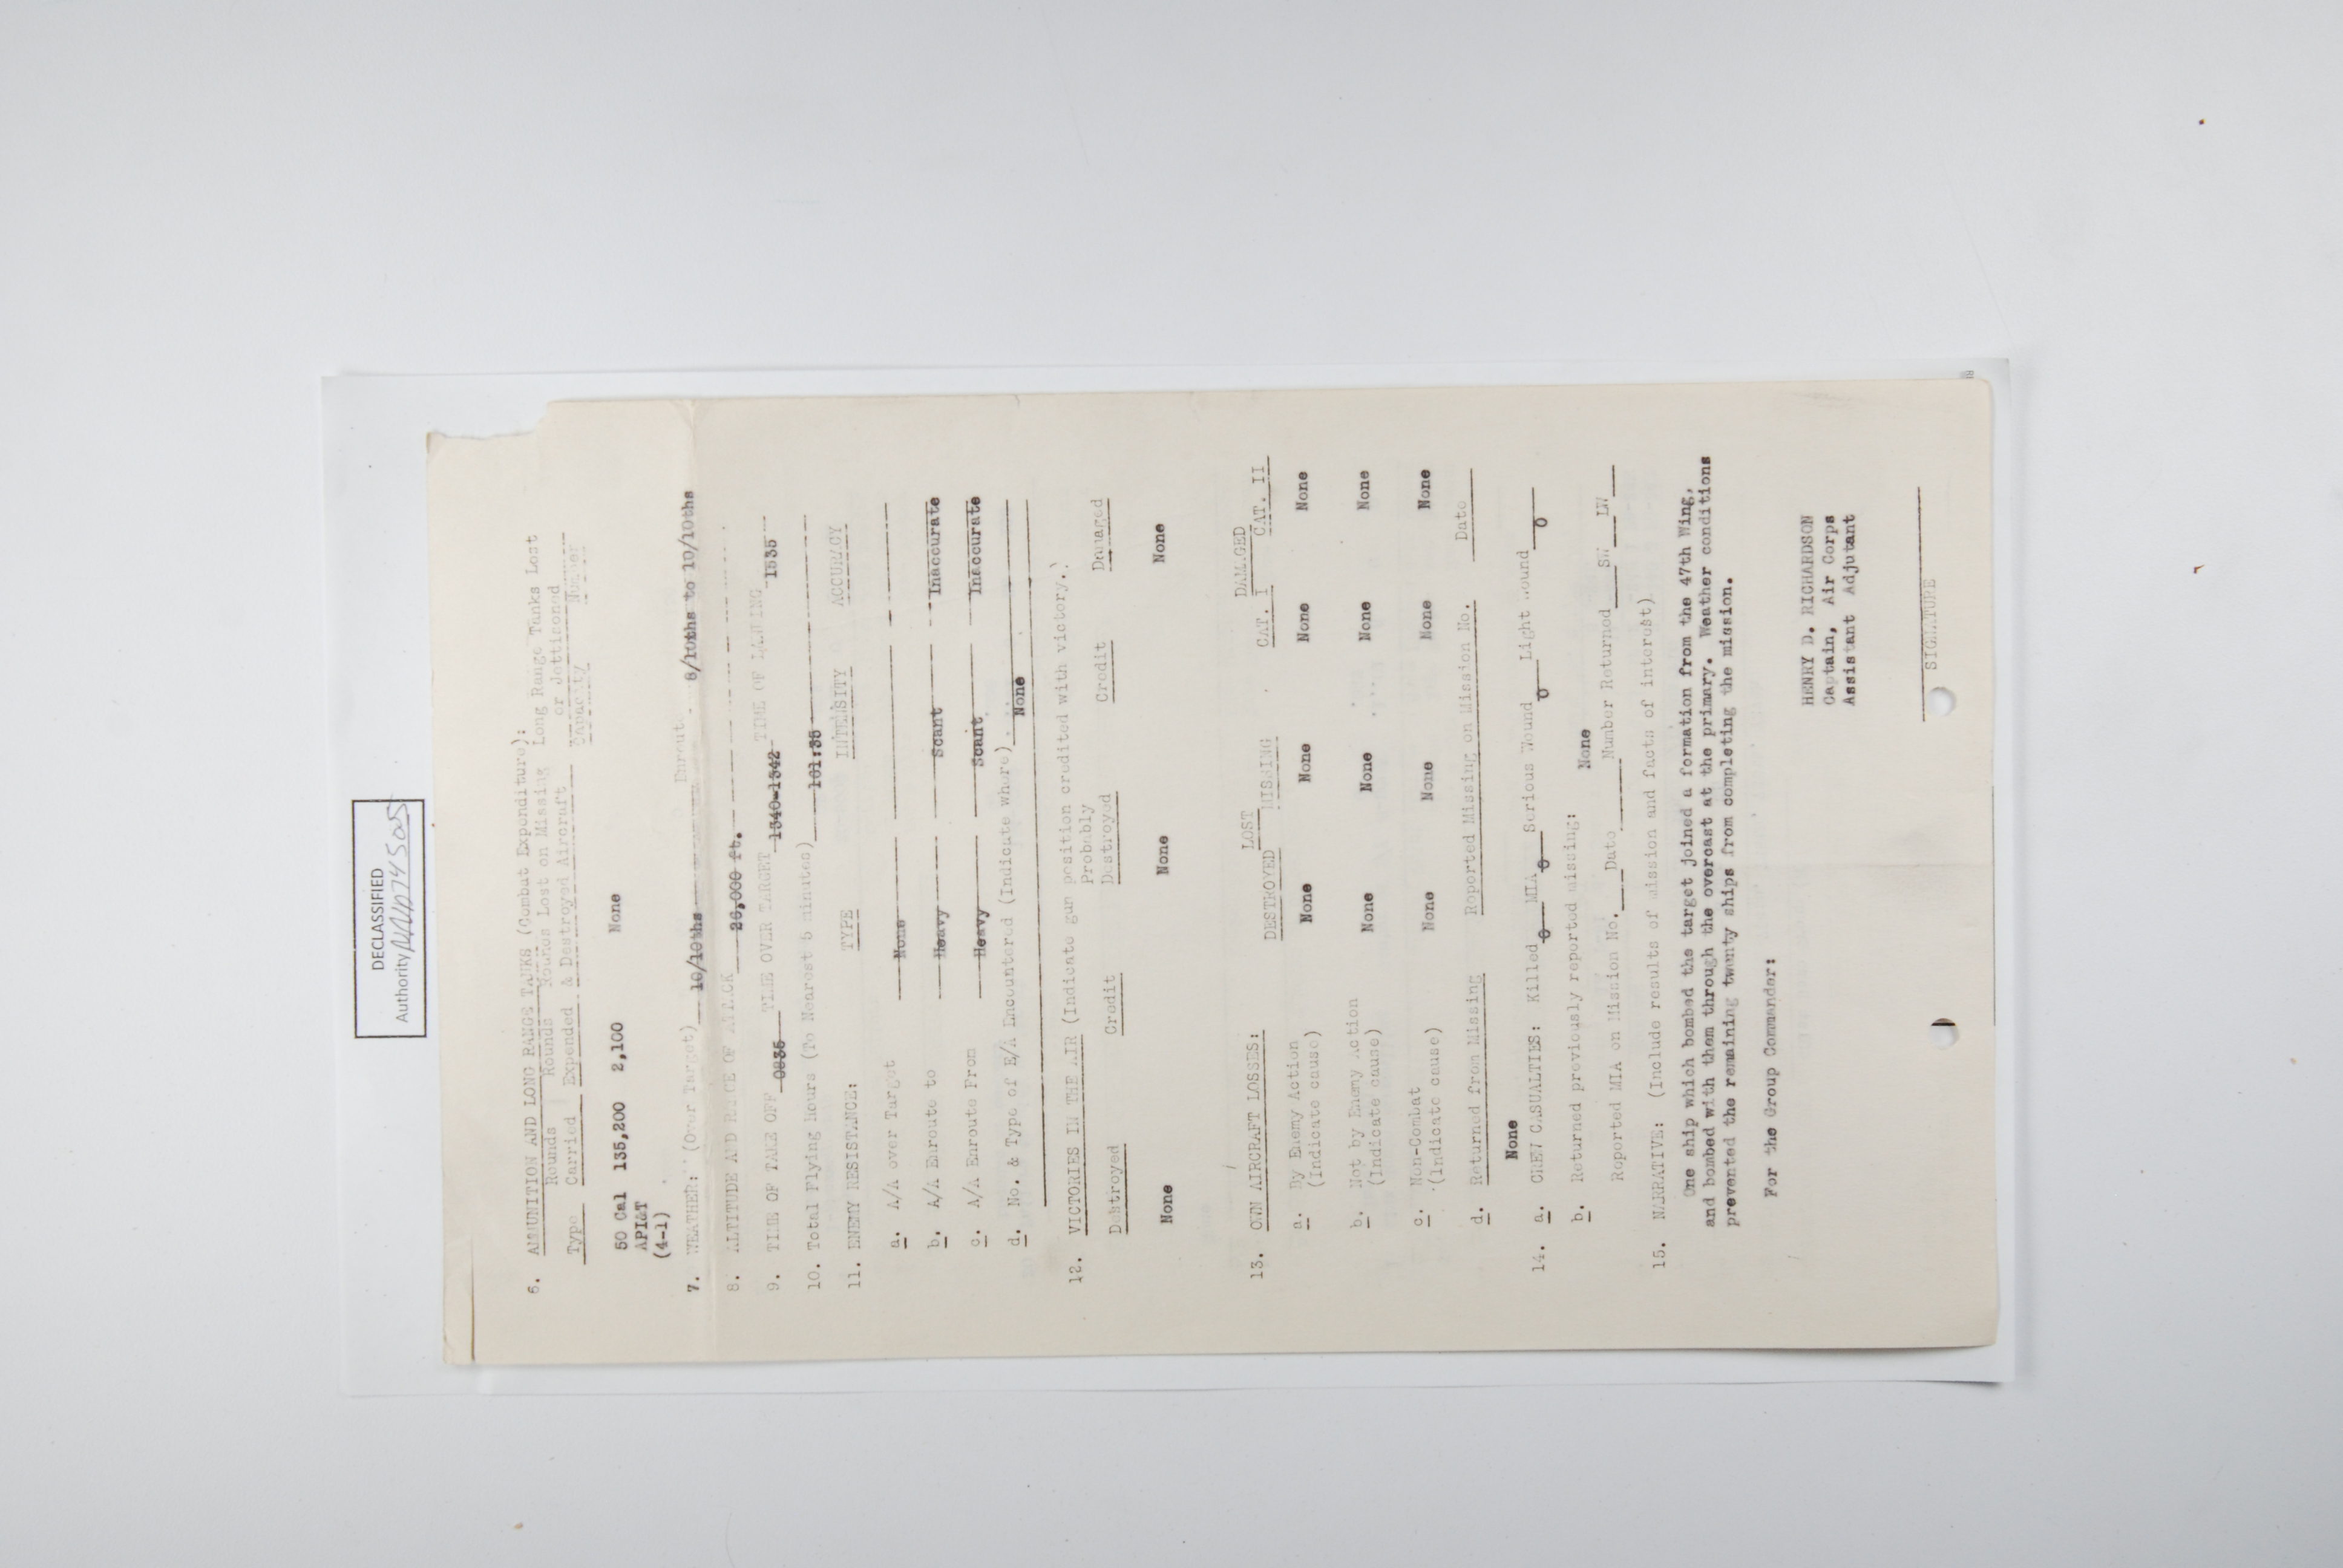 DECLASSIFIED
Authority NND745005
6. AMMUNITION AND LONG RANGE TANKS (Combat Expenditure):
Rounds Rounds Rounds Lost on Missing Long Range Tanks Lost
Type Carried Expended & Destroyed Aircraft or Jettisoned
Capacity Number
50 Cal 135,200 2,100 None
API&T
(4-1)
7. WEATHER: (Over Target) 10/10ths Enroute 8/10ths to 10/10ths
8. ALTITUDE AND FORCE OF ATTACK 26,000 ft.
9. TIME OF TAKE OFF 0835 TIME OVER TARGET 1340-1342 TIME OF LANDING 1535
10. Total Flying Hours (To Nearest 5 minutes) 101:35
11. ENEMY RESISTANCE: TYPE INTENSITY ACCURACY
a. A/A over Target None
b. A/A Enroute to Heavy Scant Inaccurate
c. A/A Enroute From Heavy Scant Inaccurate
d. No. & Type of E/A Encountered (Indicate where) None
12. VICTORIES IN THE AIR (Indicate gun position credited with victory.)
Probably
Destroyed Credit Destroyed Credit Damaged
None None None
13. OWN AIRCRAFT LOSSES: LOST DAMAGED
DESTROYED MISSING CAT. I CAT. II
a. By Enemy Action None None None None
(Indicate cause)
b. Not by Enemy Action None None None None
(Indicate cause)
c. Non-Combat None None None None
(Indicate cause)
d. Returned from Missing Reported Missing on Mission No. Date
None
14. a. CREW CASUALTIES: Killed 0 MIA 0 Serious Wound 0 Light Wound 0
b. Returned previously reported missing: None
Reported MIA on Mission No. Date Number Returned SW LW
15. NARRATIVE: (Include results of mission and facts of interest)
One ship which bombed the target joined a formation from the 47th Wing,
and bombed with them through the overcast at the primary. Weather conditions
prevented the remaining twenty ships from completing the mission.
For the Group Commander:
HENRY D. RICHARDSON
Captain, Air Corps
Assistant Adjutant
SIGNATURE